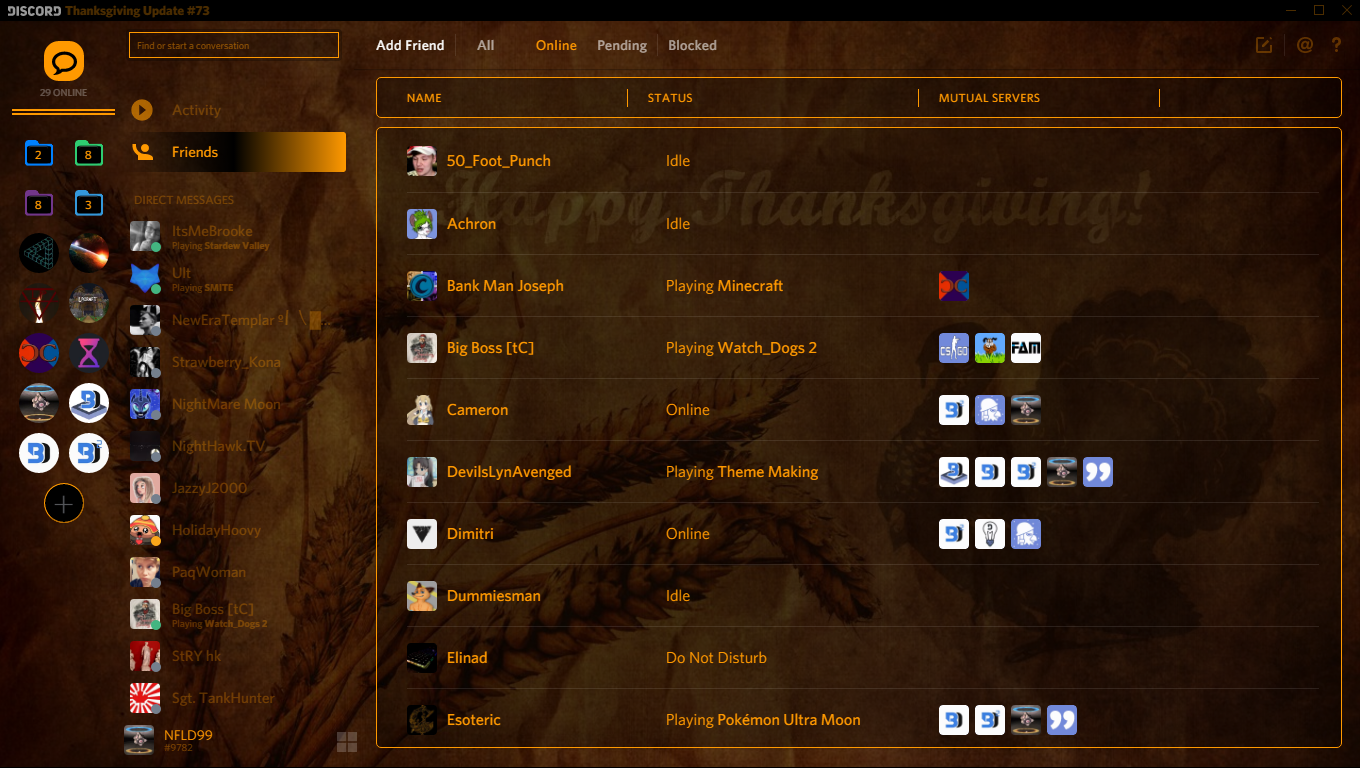 DISCORD Thanksgiving Update #73
Find or start a conversation
Add Friend
All
Online
Pending
Blocked
@
?
29 ONLINE
Activity
Friends
2
8
8
3
DIRECT MESSAGES
ItsMeBrooke
Playing Stardew Valley
Ult
Playing SMITE
NewEraTemplar
Strawberry_Kona
NightMare Moon
NightHawk.TV
JazzyJ2000
HolidayHoovy
PaqWoman
Big Boss [tC]
Playing Watch_Dogs 2
StRY hk
Sgt. TankHunter
NFLD99
#9782
NAME
STATUS
MUTUAL SERVERS
Happy Thanksgiving!
50_Foot_Punch
Idle
Achron
Idle
Bank Man Joseph
Playing Minecraft
Big Boss [tC]
Playing Watch_Dogs 2
CS GO
FAM
Cameron
Online
DevilsLynAvenged
Playing Theme Making
Dimitri
Online
Dummiesman
Idle
Elinad
Do Not Disturb
Esoteric
Playing Pokémon Ultra Moon